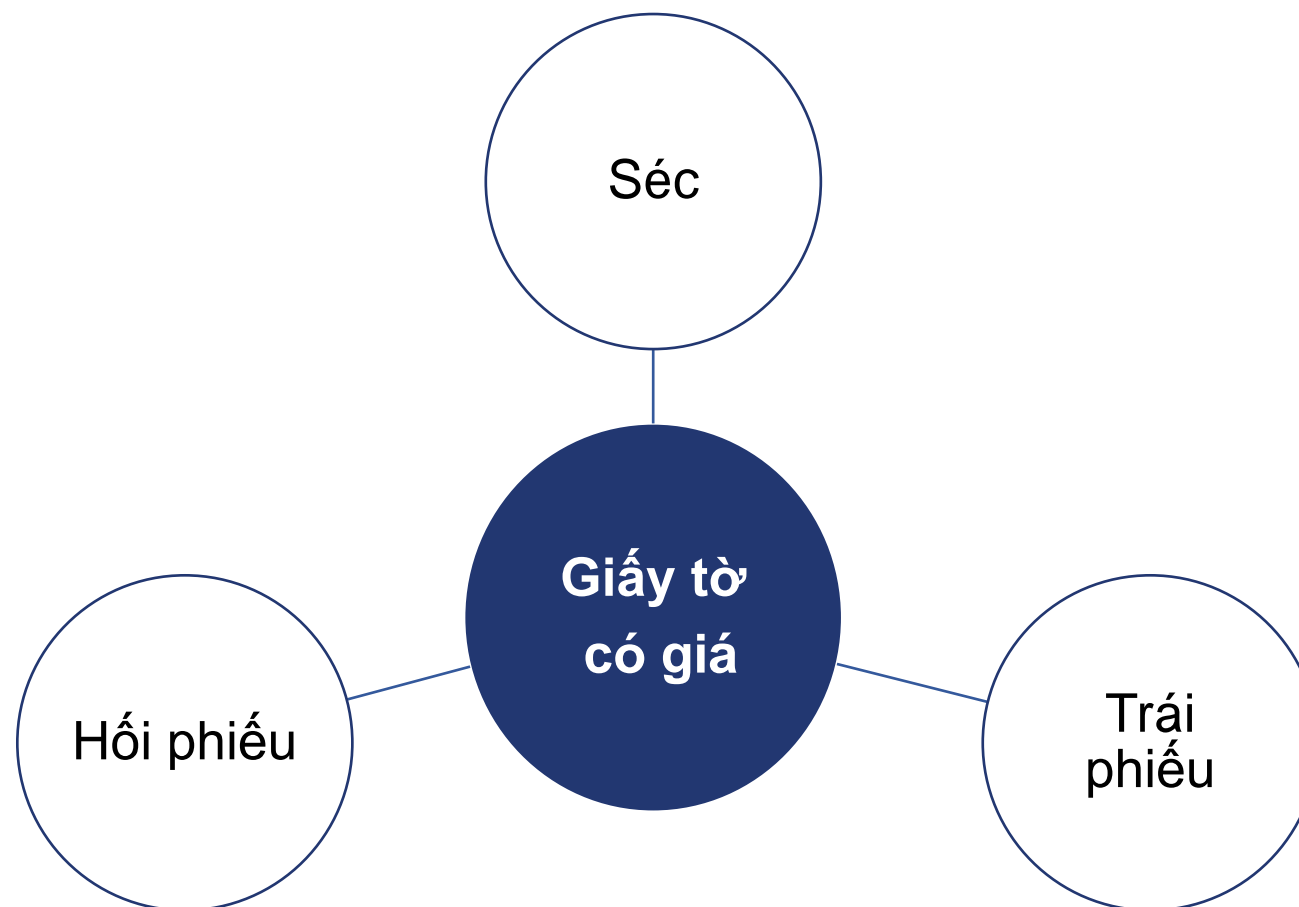 Séc
Giấy tờ
có giá
Hối phiếu
Trái
phiếu